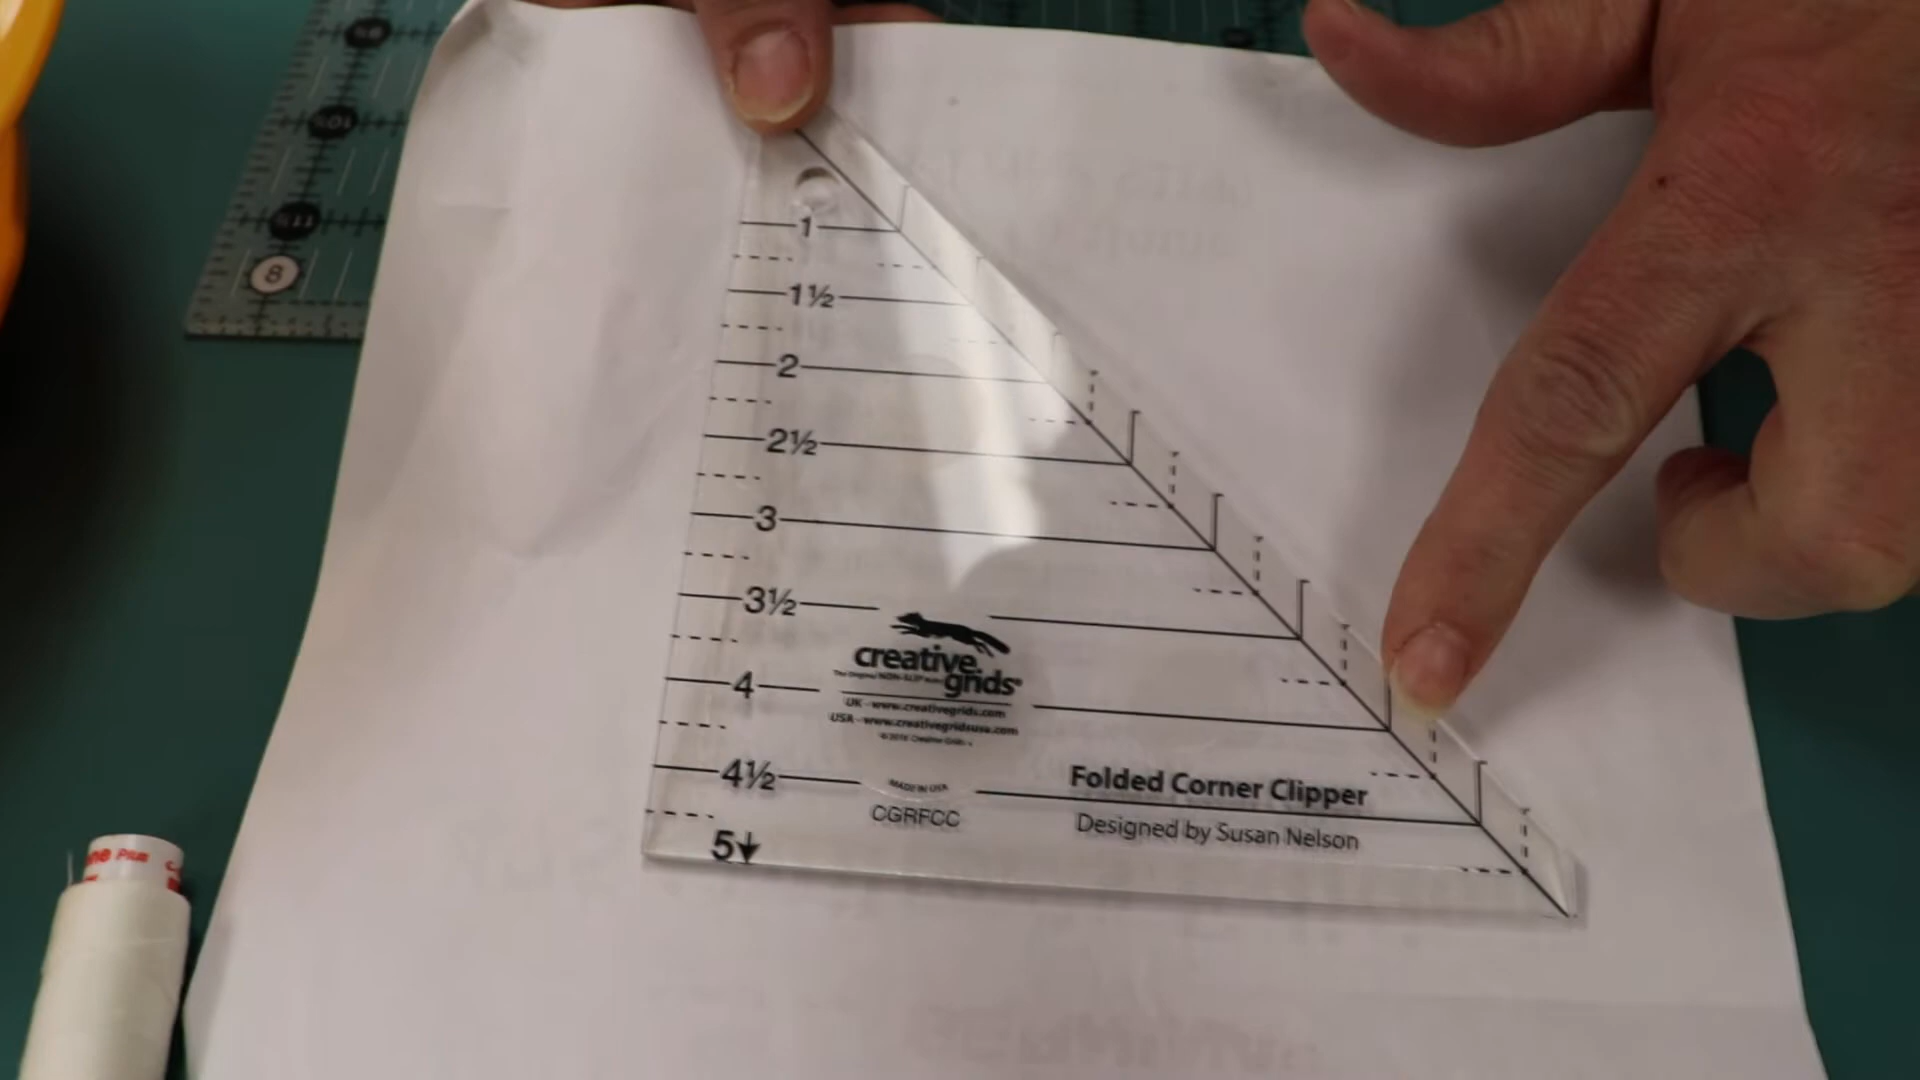 8
1
1½
2
2½
3
3½
creative
grids®
4
UK - www.creativegrids.com
USA - www.creativegridsusa.com
4½
MADE IN USA
Folded Corner Clipper
CGRFCC
Designed by Susan Nelson
5